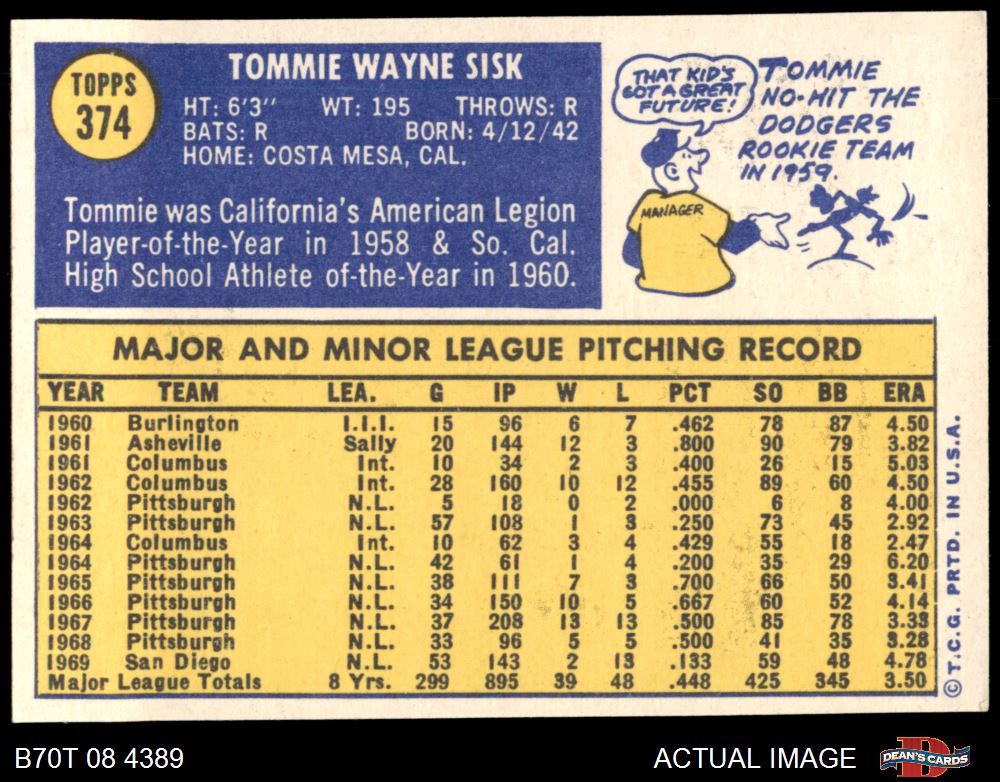 TOPPS
374
TOMMIE WAYNE SISK
HT: 6'3" WT: 195 THROWS: R
BATS: R BORN: 4/12/42
HOME: COSTA MESA, CAL.
Tommie was California's American Legion
Player-of-the-Year in 1958 & So. Cal.
High School Athlete of-the-Year in 1960.
THAT KID'S
GOT A GREAT
FUTURE!
TOMMIE
NO-HIT THE
DODGERS
ROOKIE TEAM
IN 1959.
MANAGER
MAJOR AND MINOR LEAGUE PITCHING RECORD
YEAR TEAM LEA. G IP W L PCT SO BB ERA
1960 Burlington I.I.I. 15 96 6 7 .462 78 87 4.50
1961 Asheville Sally 20 144 12 3 .800 90 79 3.82
1961 Columbus Int. 10 34 2 3 .400 26 15 5.03
1962 Columbus Int. 28 160 10 12 .455 89 60 4.50
1962 Pittsburgh N.L. 5 18 0 2 .000 6 8 4.00
1963 Pittsburgh N.L. 57 108 1 3 .250 73 45 2.92
1964 Columbus Int. 10 62 3 4 .429 55 18 2.47
1964 Pittsburgh N.L. 42 61 1 4 .200 35 29 6.20
1965 Pittsburgh N.L. 38 111 7 3 .700 66 50 3.41
1966 Pittsburgh N.L. 34 150 10 5 .667 60 52 4.14
1967 Pittsburgh N.L. 37 208 13 13 .500 85 78 3.33
1968 Pittsburgh N.L. 33 96 5 5 .500 41 35 3.28
1969 San Diego N.L. 53 143 2 13 .133 59 48 4.78
Major League Totals 8 Yrs. 299 895 39 48 .448 425 345 3.50
© T.C.G. PRTD. IN U.S.A.
B70T 08 4389
ACTUAL IMAGE
DEAN'S CARDS